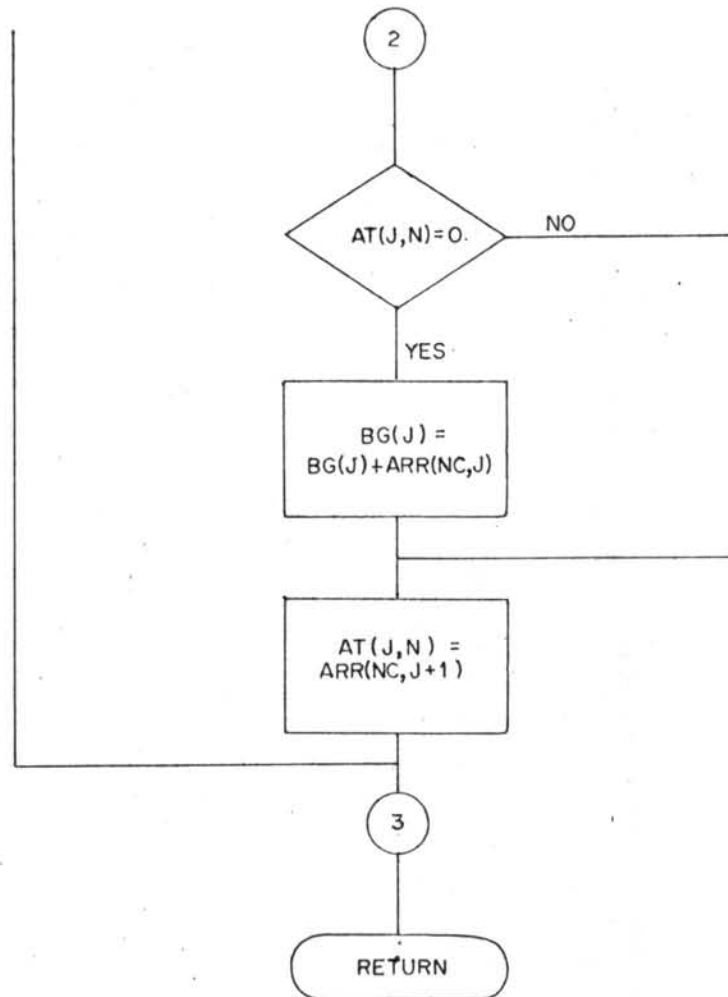 2
AT(J,N)=0.
NO
YES
BG(J) =
BG(J)+ARR(NC,J)
AT(J,N) =
ARR(NC,J+1)
3
RETURN